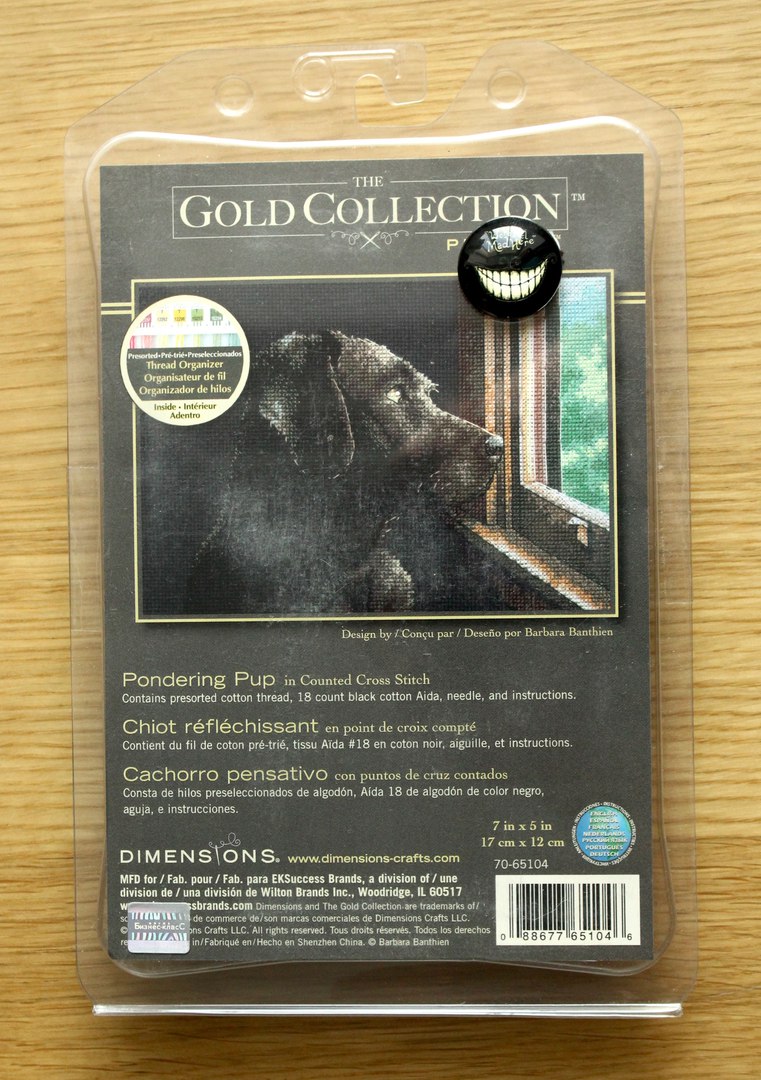 THE
GOLD COLLECTION™
Mad Here"
Presorted•Pré-trié•Preseleccionados
Thread Organizer
Organisateur de fil
Organizador de hilos
Inside • Intérieur
Adentro
Design by / Conçu par / Deseño por Barbara Banthien
Pondering Pup in Counted Cross Stitch
Contains presorted cotton thread, 18 count black cotton Aida, needle, and instructions.
Chiot réfléchissant en point de croix compté
Contient du fil de coton pré-trié, tissu Aïda #18 en coton noir, aiguille, et instructions.
Cachorro pensativo con puntos de cruz contados
Consta de hilos preseleccionados de algodón, Aída 18 de algodón de color negro,
aguja, e instrucciones.
7 in x 5 in
17 cm x 12 cm
70-65104
ENGLISH
ESPAÑOL
FRANÇAIS
NEDERLANDS
РУССКИЙ ЯЗЫК
PORTUGUÊS
DEUTSCH
DIMENSIONS® www.dimensions-crafts.com
MFD for / Fab. pour / Fab. para EKSuccess Brands, a division of / une
division de / una división de Wilton Brands Inc., Woodridge, IL 60517
ssbrands.com Dimensions and The Gold Collection are trademarks of/
de commerce de/son marcas comerciales de Dimensions Crafts LLC.
Crafts LLC. All rights reserved. Tous droits réservés. Todos los derechos
in/Fabriqué en/Hecho en Shenzhen China. © Barbara Banthien
Бизнес-класС
0 88677 65104 6